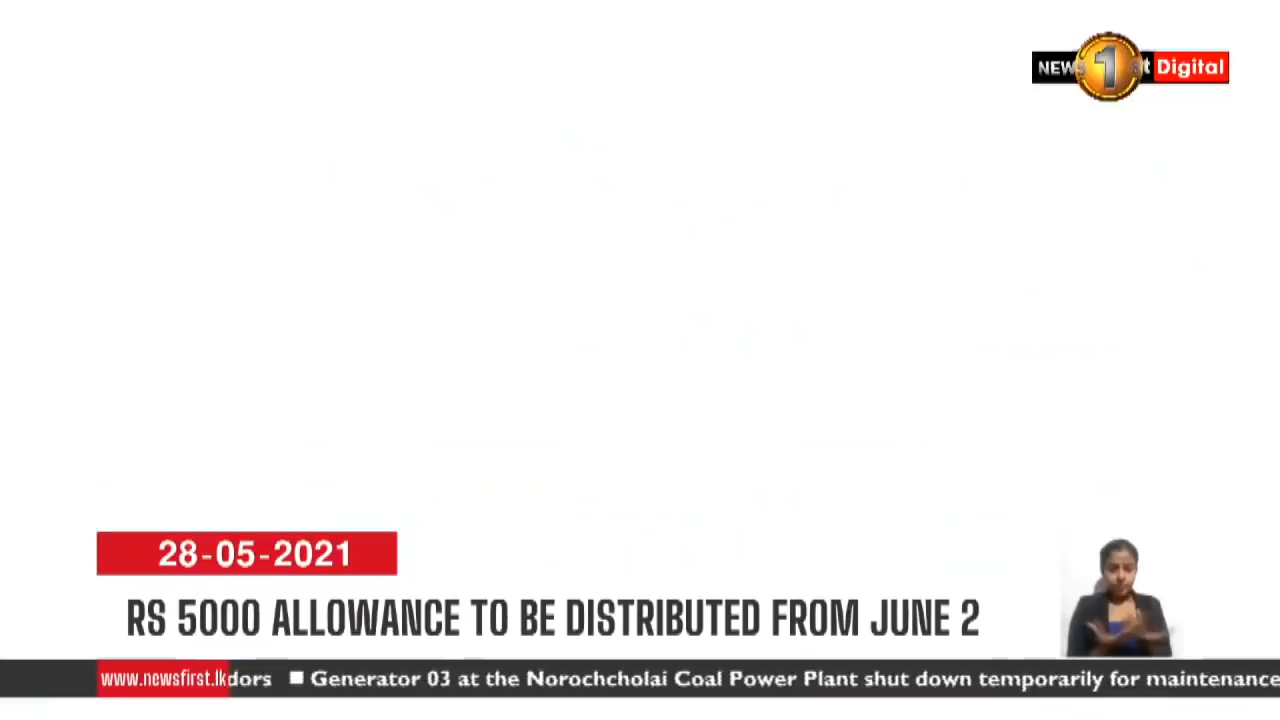 NEWS 1st Digital
28-05-2021
RS 5000 ALLOWANCE TO BE DISTRIBUTED FROM JUNE 2
www.newsfirst.lk dors ■ Generator 03 at the Norochcholai Coal Power Plant shut down temporarily for maintenance